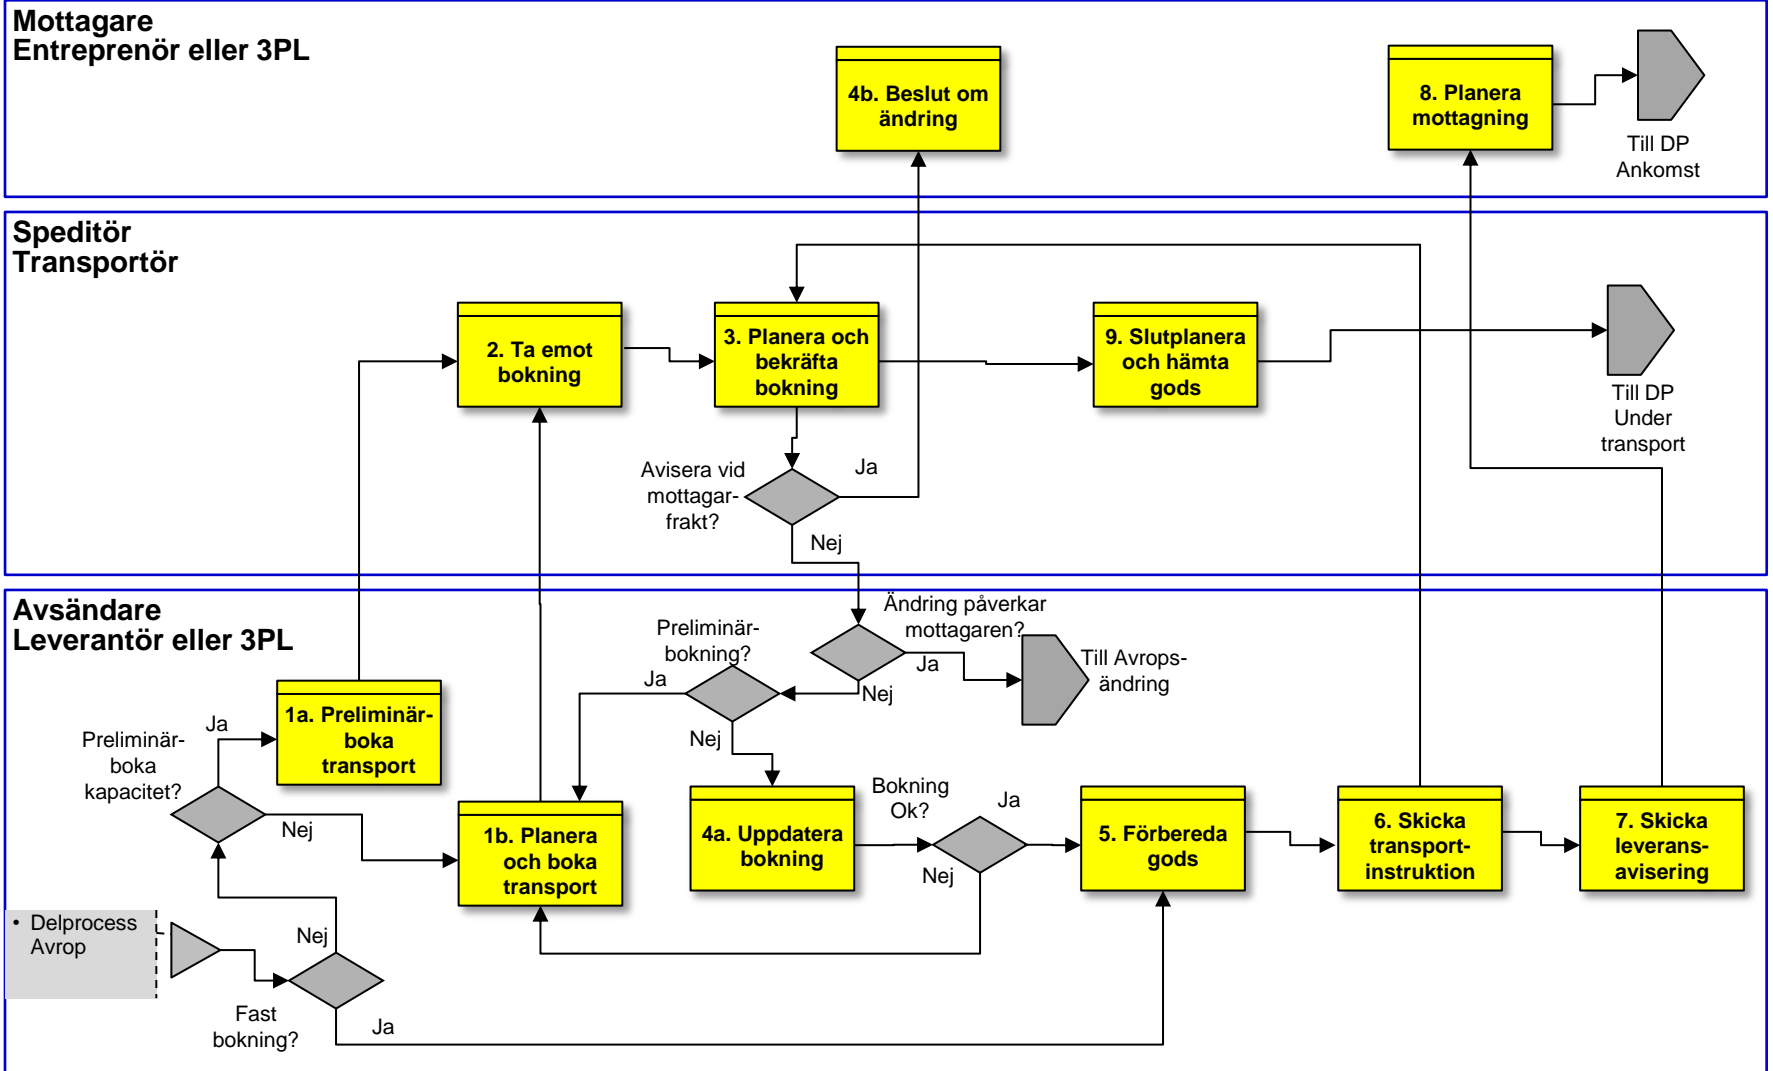 Mottagare
Entreprenör eller 3PL
4b. Beslut om
ändring
8. Planera
mottagning
Till DP
Ankomst
Speditör
Transportör
2. Ta emot
bokning
3. Planera och
bekräfta
bokning
9. Slutplanera
och hämta
gods
Till DP
Under
transport
Avisera vid
mottagar-
frakt?
Ja
Nej
Avsändare
Leverantör eller 3PL
Ändring påverkar
mottagaren?
Ja
Nej
Till Avrops-
ändring
Preliminär-
bokning?
Ja
Nej
1a. Preliminär-
boka
transport
Ja
Preliminär-
boka
kapacitet?
Nej
1b. Planera
och boka
transport
4a. Uppdatera
bokning
Bokning
Ok?
Ja
Nej
5. Förbereda
gods
6. Skicka
transport-
instruktion
7. Skicka
leverans-
avisering
• Delprocess
Avrop
Nej
Fast
bokning?
Ja